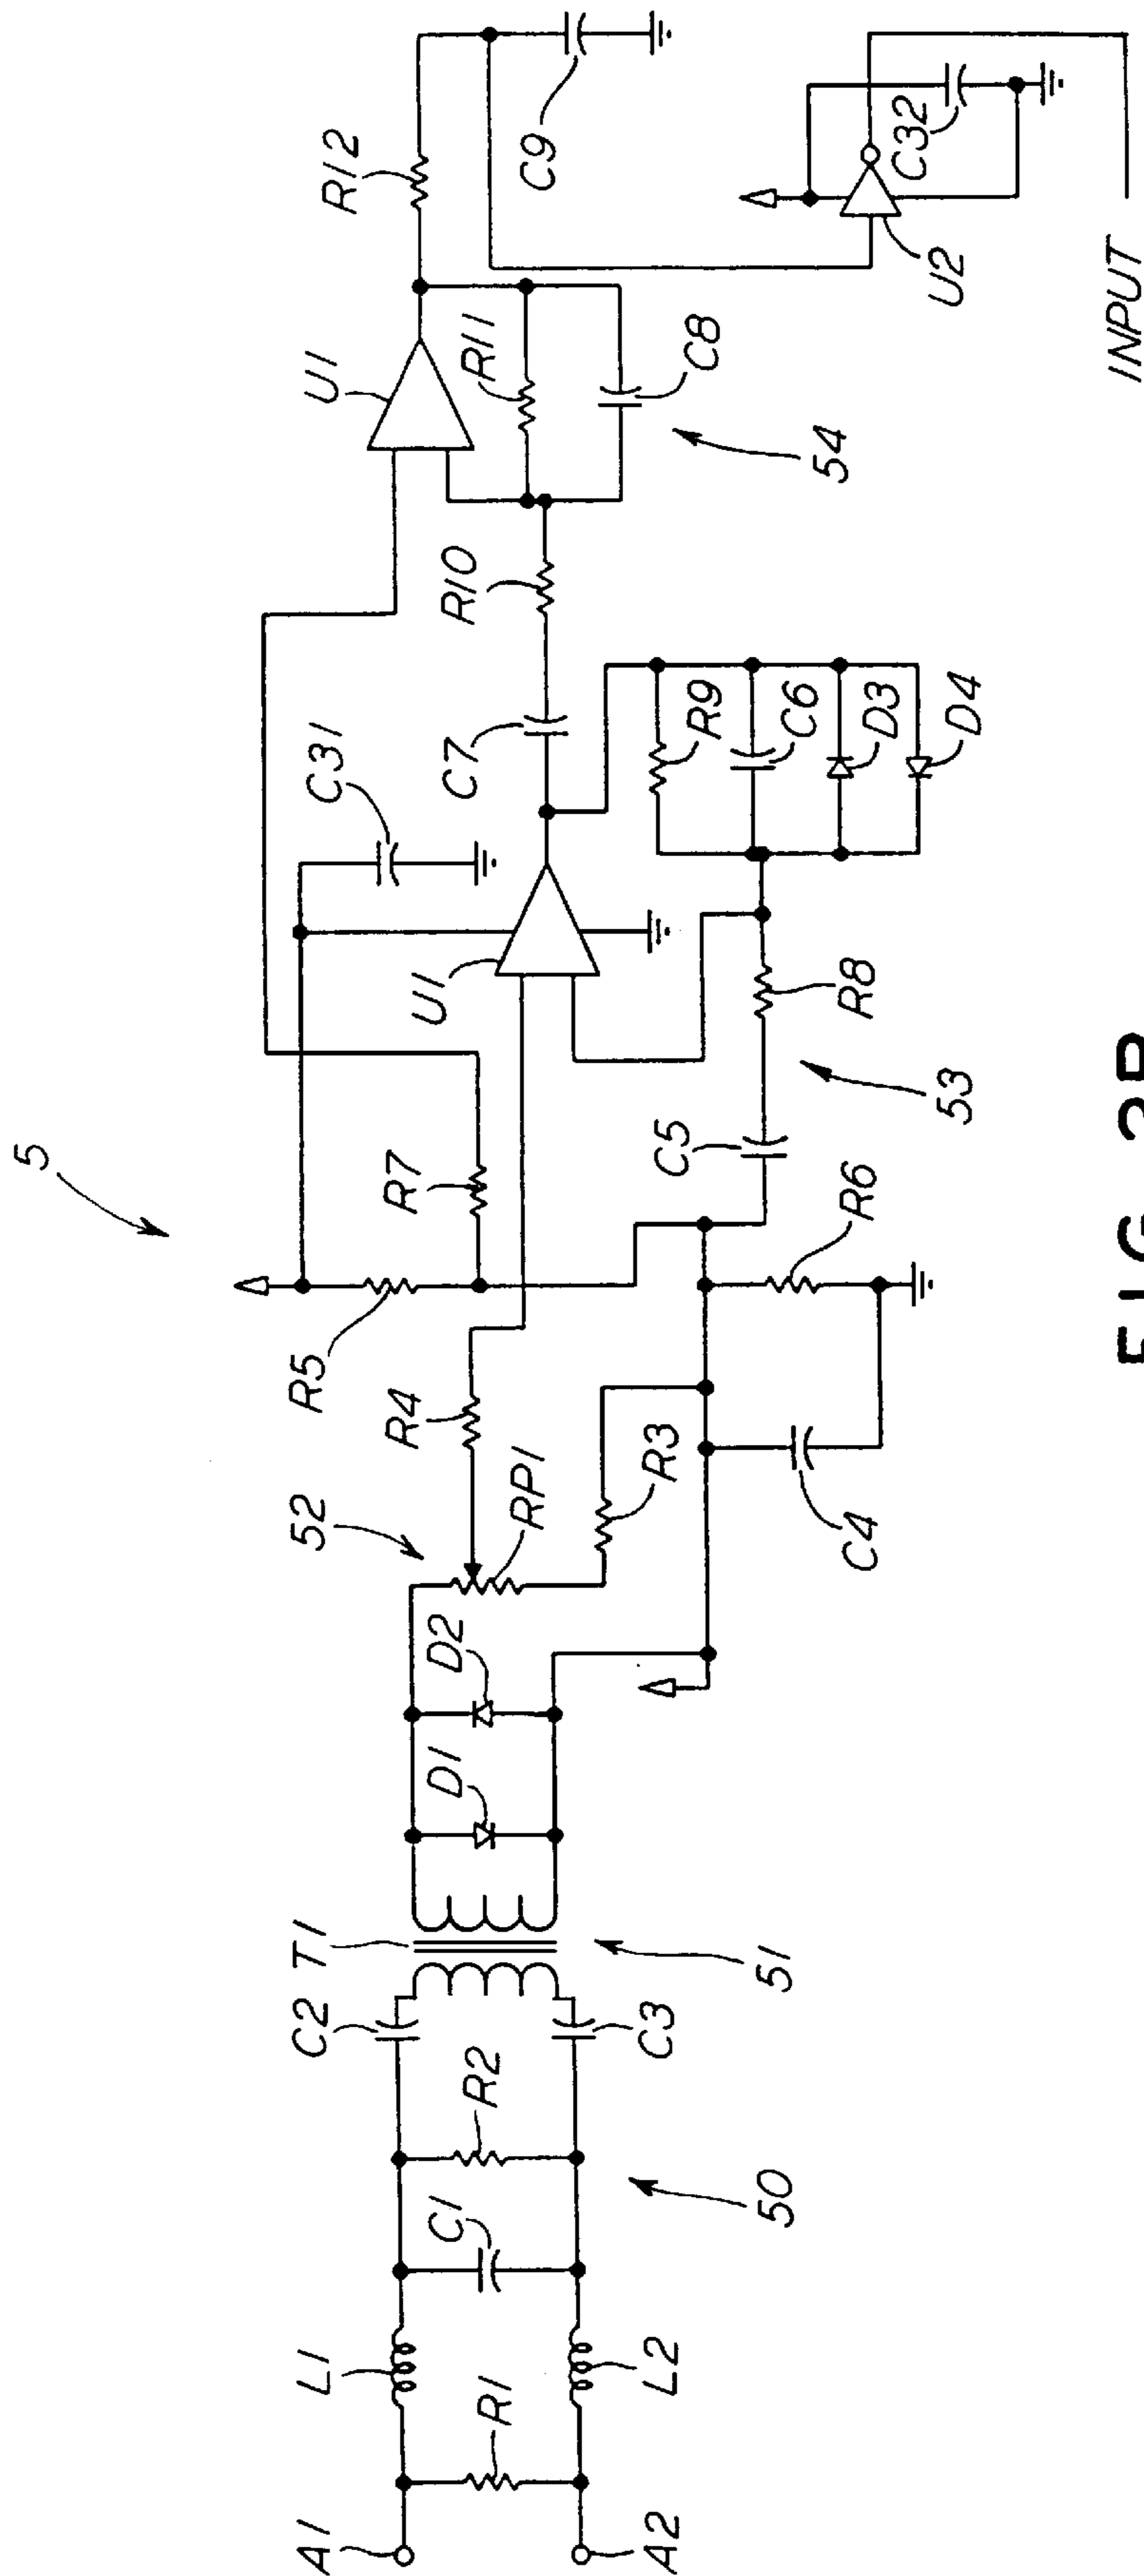 5
A1
A2
R1
L1
L2
C1
R2
50
C2
C3
T1
51
D1
D2
52
RP1
R4
R3
C4
R5
R7
R6
C5
53
R8
U1
C31
C7
R9
C6
D3
D4
R10
U1
R11
C8
54
R12
C9
U2
C32
INPUT